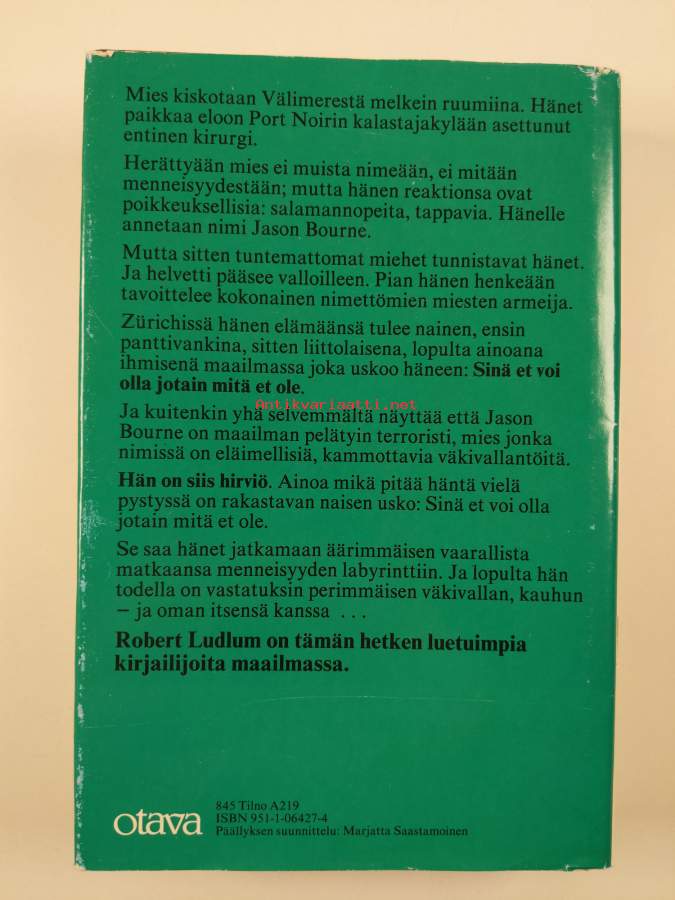 Mies kiskotaan Välimerestä melkein ruumiina. Hänet
paikkaa eloon Port Noirin kalastajakylään asettunut
entinen kirurgi.
Herättyään mies ei muista nimeään, ei mitään
menneisyydestään; mutta hänen reaktionsa ovat
poikkeuksellisia: salamannopeita, tappavia. Hänelle
annetaan nimi Jason Bourne.
Mutta sitten tuntemattomat miehet tunnistavat hänet.
Ja helvetti pääsee valloilleen. Pian hänen henkeään
tavoittelee kokonainen nimettömien miesten armeija.
Zürichissä hänen elämäänsä tulee nainen, ensin
panttivankina, sitten liittolaisena, lopulta ainoana
ihmisenä maailmassa joka uskoo häneen: Sinä et voi
olla jotain mitä et ole.
Antikvariaatti.net
Ja kuitenkin yhä selvemmältä näyttää että Jason
Bourne on maailman pelätyin terroristi, mies jonka
nimissä on eläimellisiä, kammottavia väkivallantöitä.
Hän on siis hirviö. Ainoa mikä pitää häntä vielä
pystyssä on rakastavan naisen usko: Sinä et voi olla
jotain mitä et ole.
Se saa hänet jatkamaan äärimmäisen vaarallista
matkaansa menneisyyden labyrinttiin. Ja lopulta hän
todella on vastatuksin perimmäisen väkivallan, kauhun
– ja oman itsensä kanssa ...
Robert Ludlum on tämän hetken luetuimpia
kirjailijoita maailmassa.
otava
845 Tilno A219
ISBN 951-1-06427-4
Päällyksen suunnittelu: Marjatta Saastamoinen